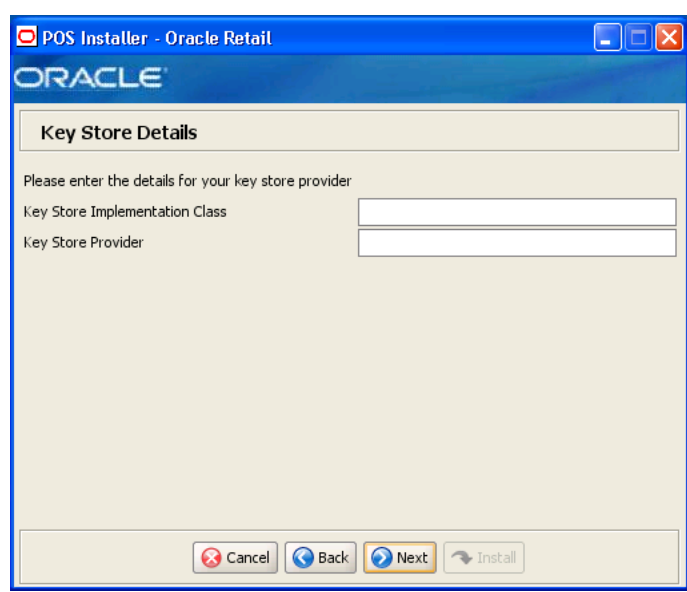 POS Installer - Oracle Retail
ORACLE
Key Store Details
Please enter the details for your key store provider
Key Store Implementation Class
Key Store Provider
Cancel Back Next Install